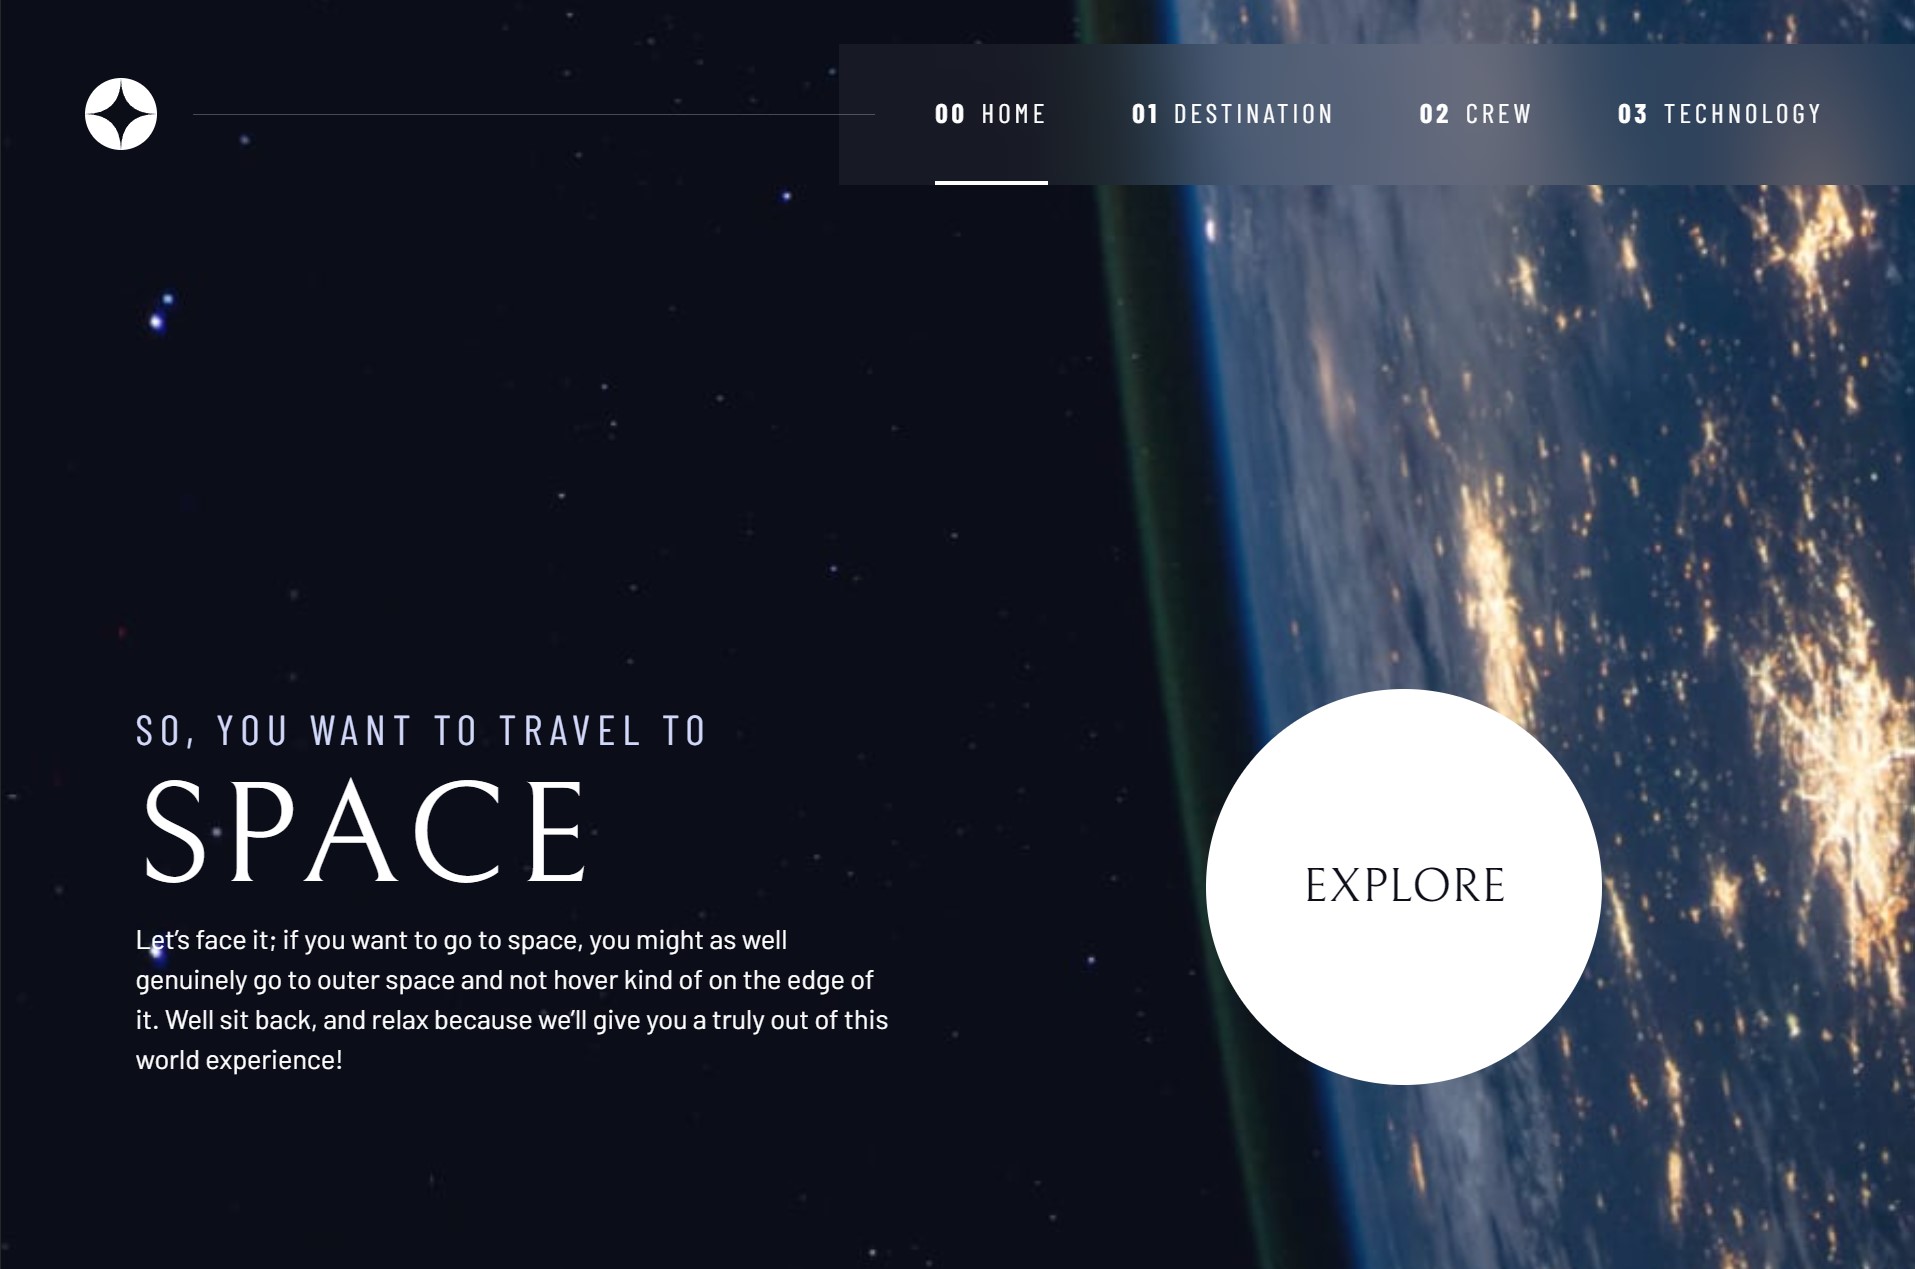 00 HOME 01 DESTINATION 02 CREW 03 TECHNOLOGY
SO, YOU WANT TO TRAVEL TO
SPACE
Let’s face it; if you want to go to space, you might as well
genuinely go to outer space and not hover kind of on the edge of
it. Well sit back, and relax because we’ll give you a truly out of this
world experience!
EXPLORE